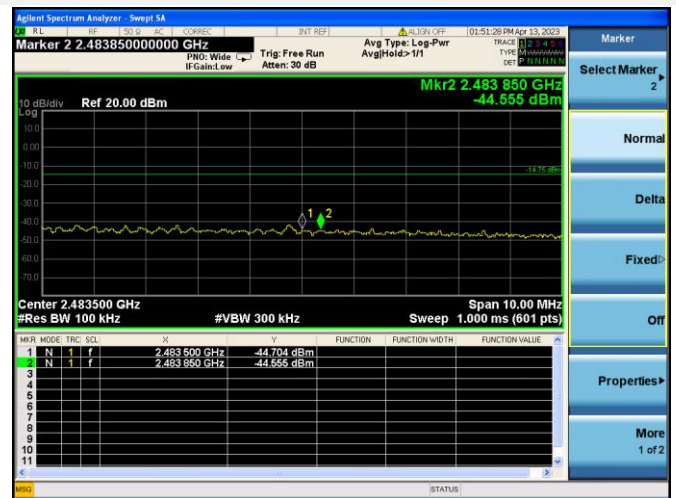 Agilent Spectrum Analyzer - Swept SA
RL RF 50 Ω AC CORREC INT REF ALIGN OFF 01:51:28 PM Apr 13, 2023
Marker 2 2.483850000000 GHz
PNO: Wide
IFGain:Low
Trig: Free Run
Atten: 30 dB
Avg Type: Log-Pwr
Avg|Hold:>1/1
TRACE 1 2 3 4 5 6
TYPE M
DET P N N N N N
Mkr2 2.483 850 GHz
-44.555 dBm
10 dB/div Ref 20.00 dBm
Log
10.0
0.00
-10.0
-14.75 dBm
-20.0
-30.0
-40.0
1 2
-50.0
-60.0
-70.0
Center 2.483500 GHz Span 10.00 MHz
#Res BW 100 kHz #VBW 300 kHz Sweep 1.000 ms (601 pts)
MKR MODE TRC SCL X Y FUNCTION FUNCTION WIDTH FUNCTION VALUE
1 N 1 f 2.483 500 GHz -44.704 dBm
2 N 1 f 2.483 850 GHz -44.555 dBm
3
4
5
6
7
8
9
10
11
MSG STATUS
Marker
Select Marker
2
Normal
Delta
Fixed
Off
Properties
More
1 of 2